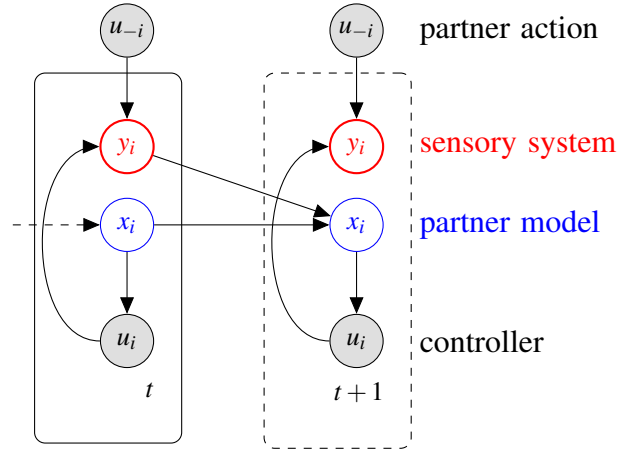 u₋ᵢ u₋ᵢ partner action
yᵢ yᵢ sensory system
xᵢ xᵢ partner model
uᵢ uᵢ controller
t t + 1